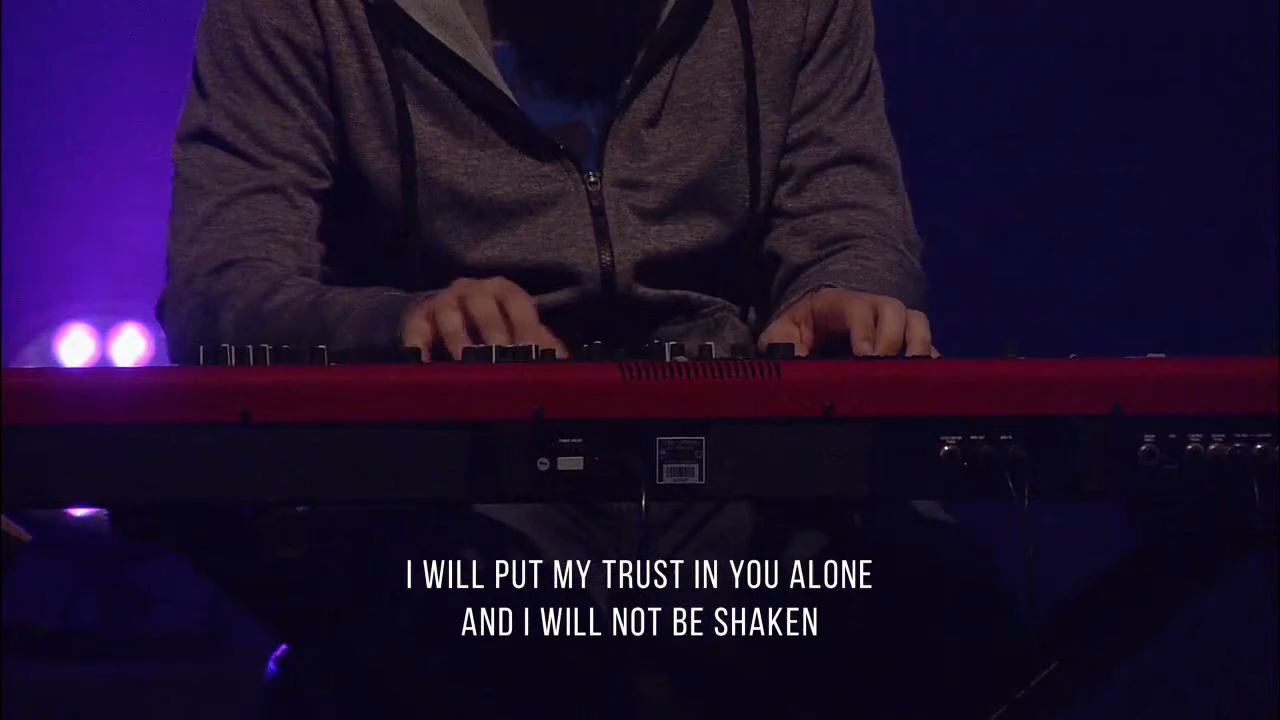 I WILL PUT MY TRUST IN YOU ALONE
AND I WILL NOT BE SHAKEN